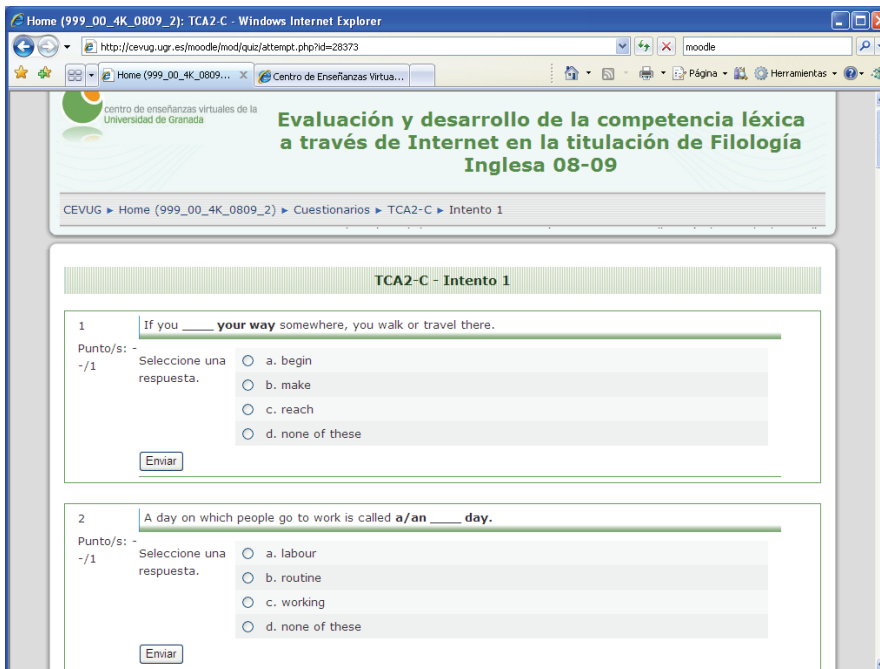 Home (999_00_4K_0809_2): TCA2-C - Windows Internet Explorer
http://cevug.ugr.es/moodle/mod/quiz/attempt.php?id=28373
moodle
Home (999_00_4K_0809...
Centro de Enseñanzas Virtua...
Página
Herramientas
centro de enseñanzas virtuales de la
Universidad de Granada
Evaluación y desarrollo de la competencia léxica
a través de Internet en la titulación de Filología
Inglesa 08-09
CEVUG ► Home (999_00_4K_0809_2) ► Cuestionarios ► TCA2-C ► Intento 1
TCA2-C - Intento 1
1
If you ____ your way somewhere, you walk or travel there.
Punto/s: -
-/1
Seleccione una
respuesta.
a. begin
b. make
c. reach
d. none of these
Enviar
2
A day on which people go to work is called a/an ____ day.
Punto/s: -
-/1
Seleccione una
respuesta.
a. labour
b. routine
c. working
d. none of these
Enviar